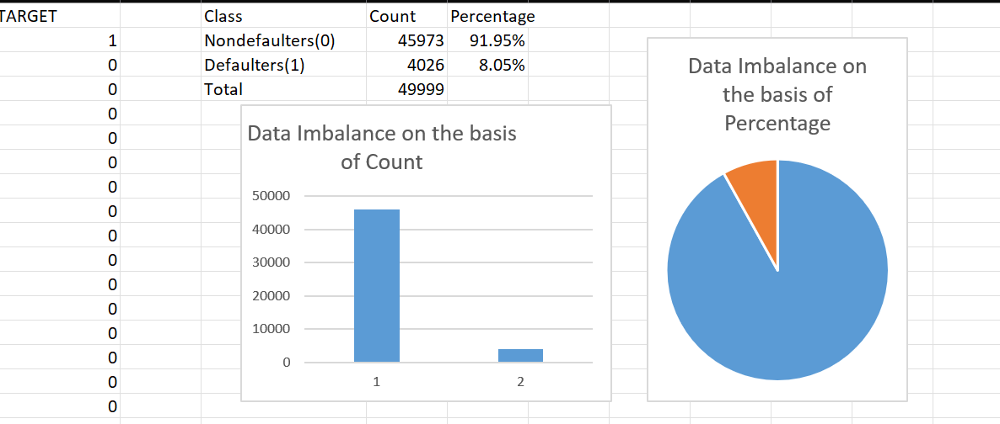 TARGET Class Count Percentage
1 Nondefaulters(0) 45973 91.95%
0 Defaulters(1) 4026 8.05%
0 Total 49999
0
0
0
0
0
0
0
0
0
0
0
0
0
Data Imbalance on the basis
of Count
50000
40000
30000
20000
10000
0
1 2
Data Imbalance on
the basis of
Percentage